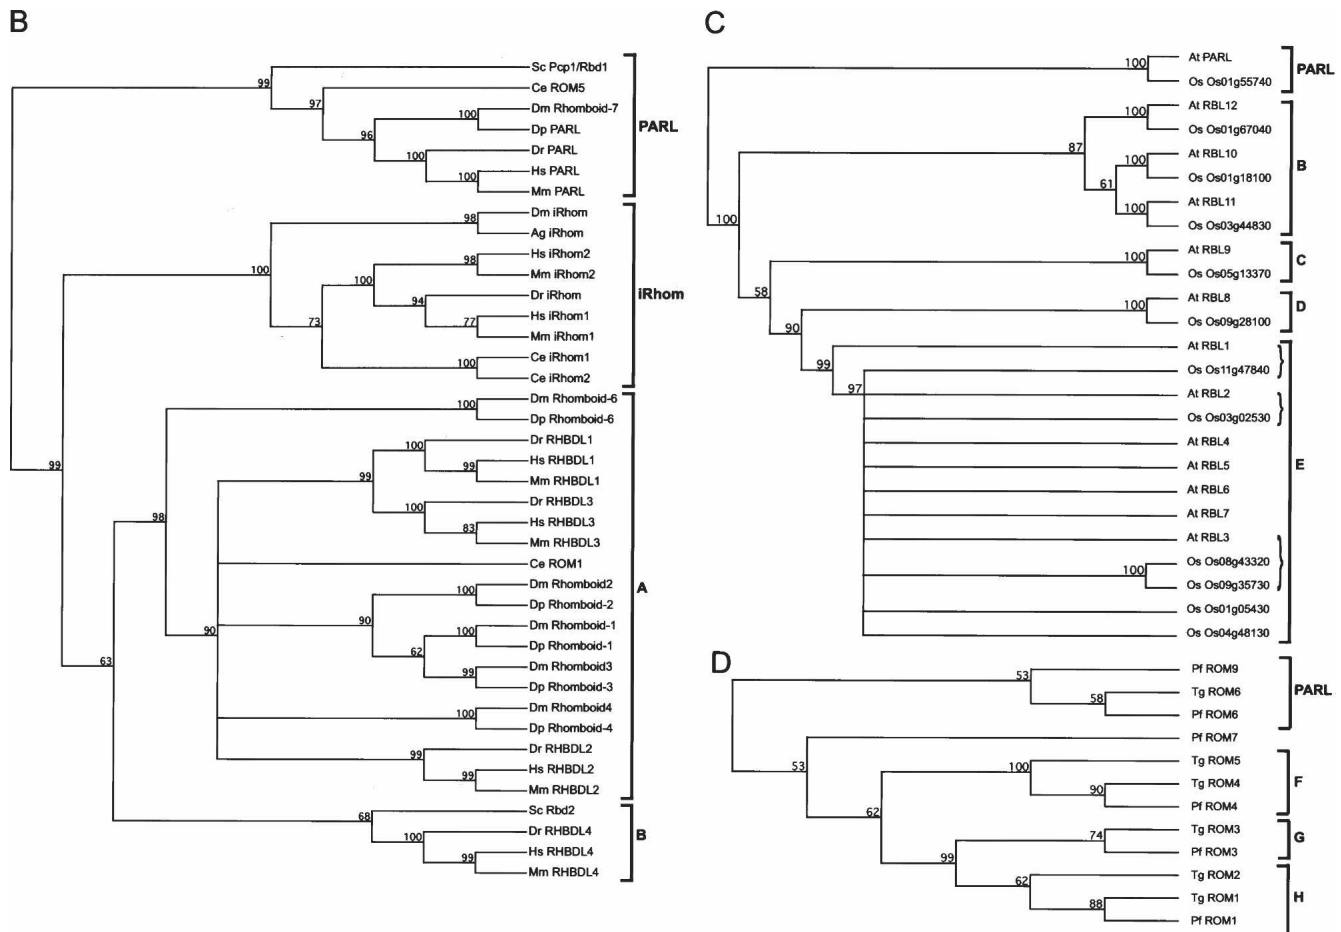 B
Sc Pcp1/Rbd1
99
Ce ROM5
97
Dm Rhomboid-7
100
Dp PARL
PARL
96
Dr PARL
100
Hs PARL
100
Mm PARL
Dm iRhom
98
Ag iRhom
Hs iRhom2
98
100
Mm iRhom2
100
Dr iRhom
iRhom
94
Hs iRhom1
73
77
Mm iRhom1
Ce iRhom1
100
Ce iRhom2
Dm Rhomboid-6
100
Dp Rhomboid-6
Dr RHBDL1
100
Hs RHBDL1
99
99
99
Mm RHBDL1
Dr RHBDL3
100
98
Hs RHBDL3
83
Mm RHBDL3
Ce ROM1
A
Dm Rhomboid2
100
Dp Rhomboid-2
90
90
Dm Rhomboid-1
100
Dp Rhomboid-1
62
63
Dm Rhomboid3
99
Dp Rhomboid-3
Dm Rhomboid4
100
Dp Rhomboid-4
Dr RHBDL2
99
Hs RHBDL2
99
Mm RHBDL2
Sc Rbd2
68
Dr RHBDL4
B
100
Hs RHBDL4
99
Mm RHBDL4
C
At PARL
100
PARL
Os Os01g55740
At RBL12
100
Os Os01g67040
87
At RBL10
100
B
Os Os01g18100
61
At RBL11
100
100
Os Os03g44830
At RBL9
100
C
Os Os05g13370
58
At RBL8
100
D
Os Os09g28100
90
At RBL1
99
Os Os11g47840
97
At RBL2
Os Os03g02530
At RBL4
E
At RBL5
At RBL6
At RBL7
At RBL3
Os Os08g43320
100
Os Os09g35730
Os Os01g05430
Os Os04g48130
D
Pf ROM9
53
PARL
Tg ROM6
58
Pf ROM6
Pf ROM7
53
Tg ROM5
100
Tg ROM4
F
90
Pf ROM4
62
Tg ROM3
74
G
Pf ROM3
99
Tg ROM2
62
Tg ROM1
H
88
Pf ROM1